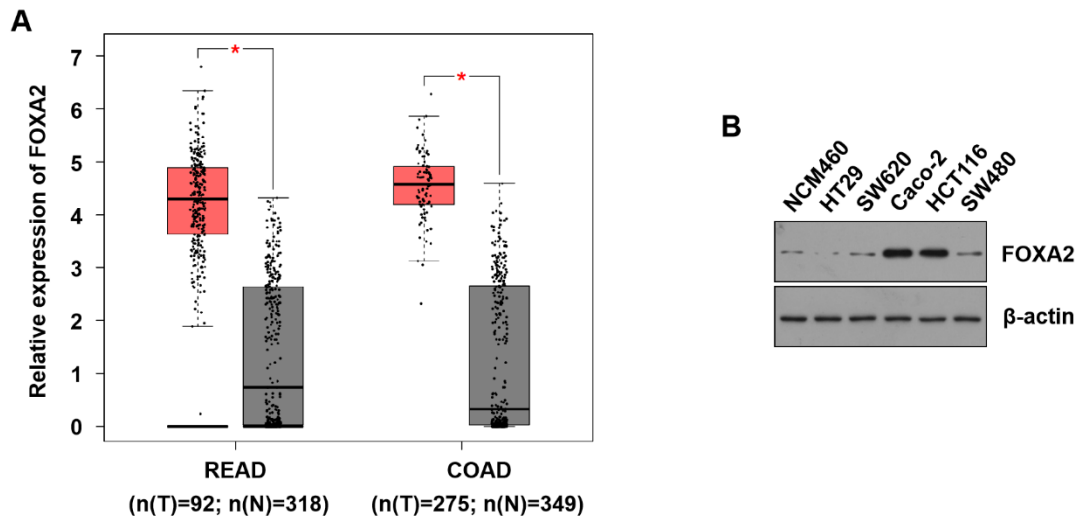 A
Relative expression of FOXA2
7
6
5
4
3
2
1
0
*
*
READ
COAD
(n(T)=92; n(N)=318)
(n(T)=275; n(N)=349)
B
NCM460
HT29
SW620
Caco-2
HCT116
SW480
FOXA2
β-actin